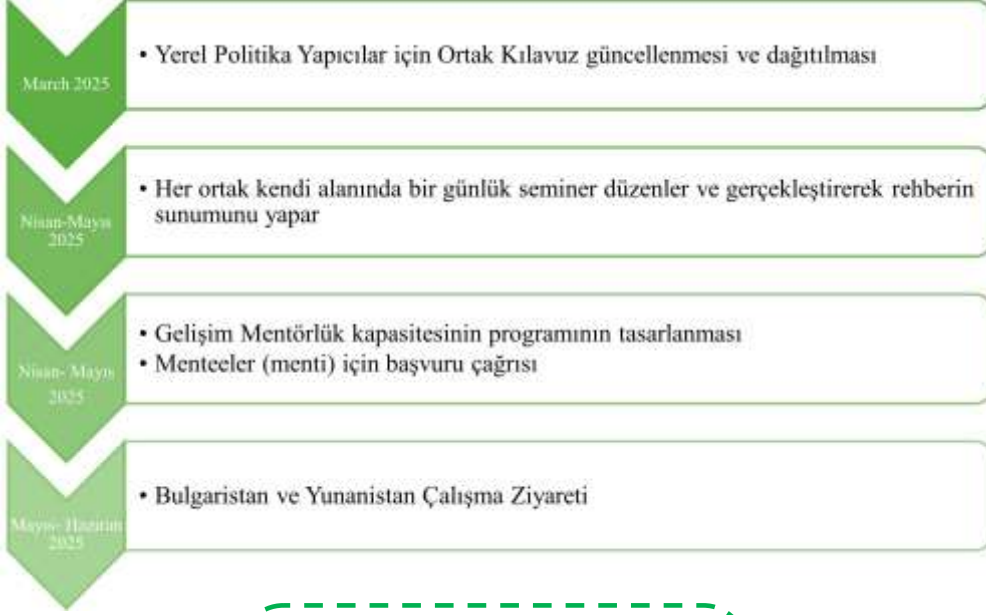 March 2025
• Yerel Politika Yapıcılar için Ortak Kılavuz güncellenmesi ve dağıtılması
Nisan-Mayıs
2025
• Her ortak kendi alanında bir günlük seminer düzenler ve gerçekleştirerek rehberin
sunumunu yapar
Nisan- Mayıs
2025
• Gelişim Mentörlük kapasitesinin programının tasarlanması
• Menteeler (menti) için başvuru çağrısı
Mayıs- Haziran
2025
• Bulgaristan ve Yunanistan Çalışma Ziyareti